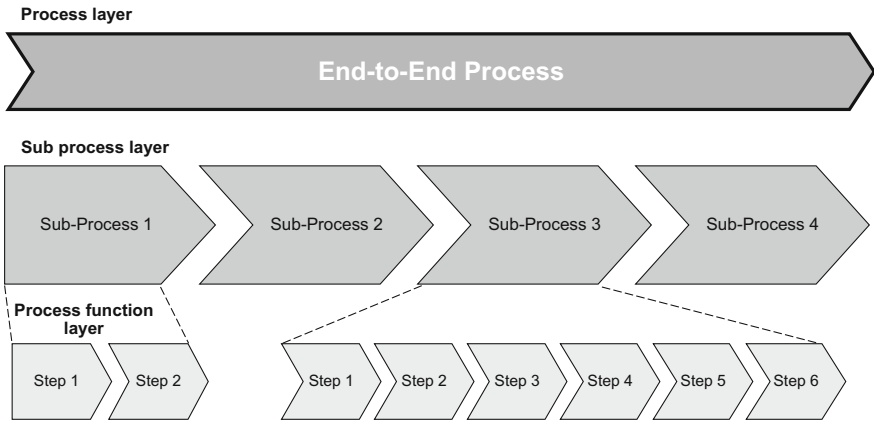 Process layer
End-to-End Process
Sub process layer
Sub-Process 1
Sub-Process 2
Sub-Process 3
Sub-Process 4
Process function
layer
Step 1
Step 2
Step 1
Step 2
Step 3
Step 4
Step 5
Step 6